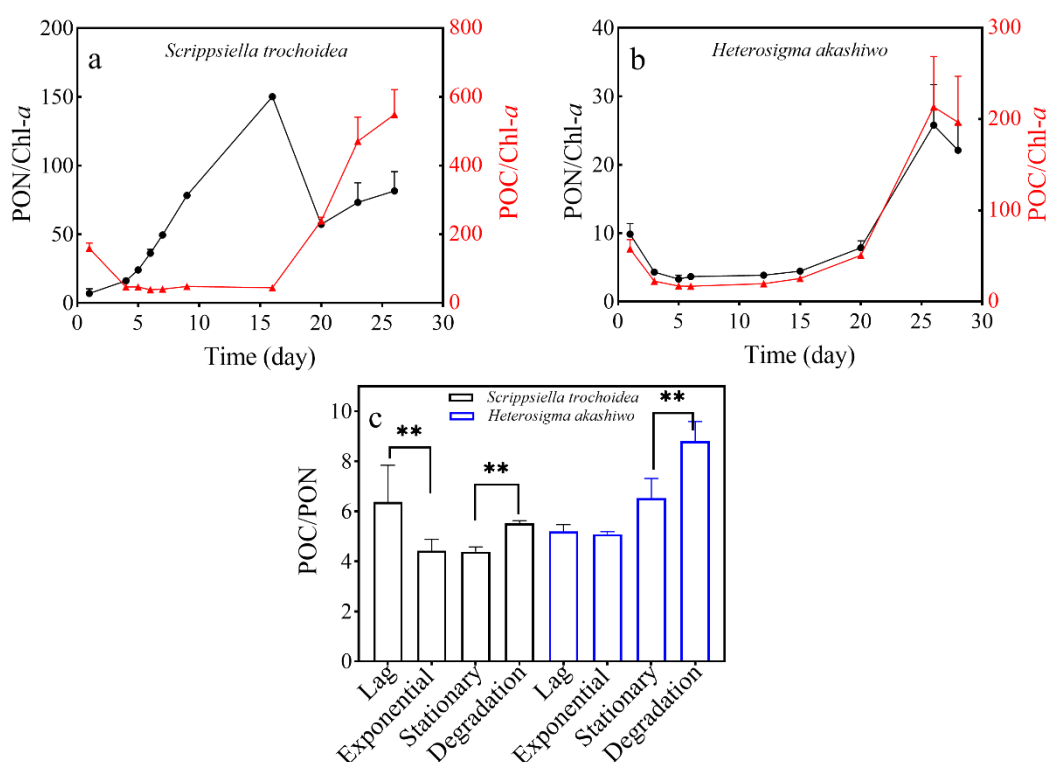 a
Scrippsiella trochoidea
PON/Chl-a
200
150
100
50
0
800
600
400
200
0
POC/Chl-a
0 5 10 15 20 25 30
Time (day)
b
Heterosigma akashiwo
PON/Chl-a
40
30
20
10
0
300
200
100
0
POC/Chl-a
0 5 10 15 20 25 30
Time (day)
c
Scrippsiella trochoidea
Heterosigma akashiwo
** ** **
POC/PON
10
8
6
4
2
0
Lag
Exponential
Stationary
Degradation
Lag
Exponential
Stationary
Degradation